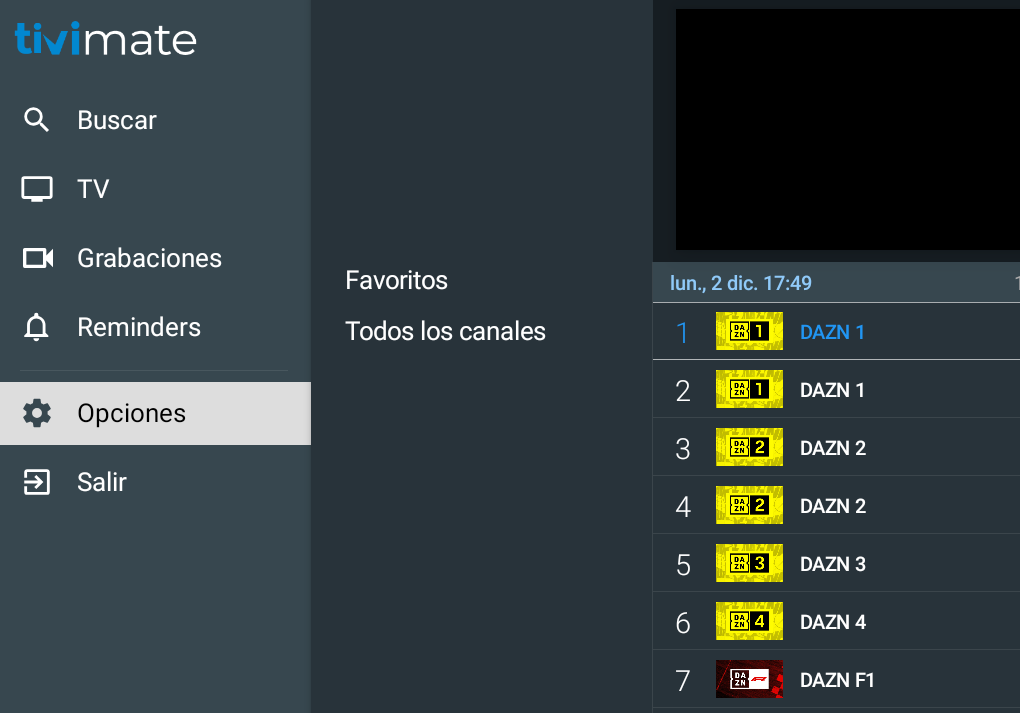 tivimate
Buscar
TV
Grabaciones
Reminders
Opciones
Salir
Favoritos
Todos los canales
lun., 2 dic. 17:49
1 DAZN 1 DAZN 1
2 DAZN 1 DAZN 1
3 DAZN 2 DAZN 2
4 DAZN 2 DAZN 2
5 DAZN 3 DAZN 3
6 DAZN 4 DAZN 4
7 DAZN DAZN F1